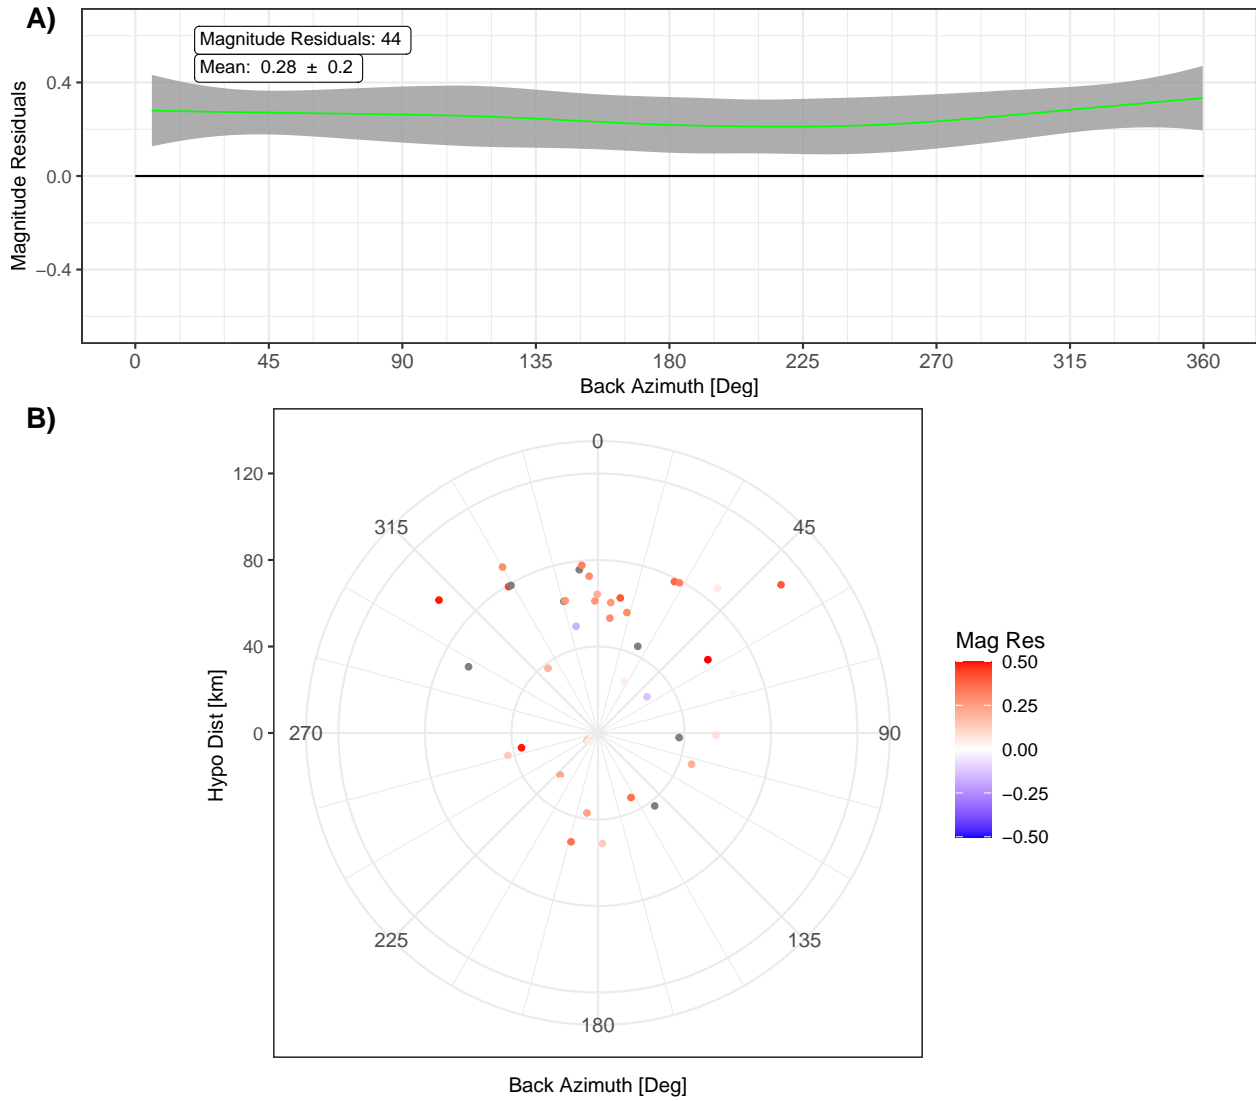 A)
Magnitude Residuals: 44
Mean:  0.28  ±  0.2
Magnitude Residuals
0.4
0.0
−0.4
0 45 90 135 180 225 270 315 360
Back Azimuth [Deg]
B)
Hypo Dist [km]
120
80
40
0
0
45
90
135
180
225
270
315
Back Azimuth [Deg]
Mag Res
0.50
0.25
0.00
−0.25
−0.50